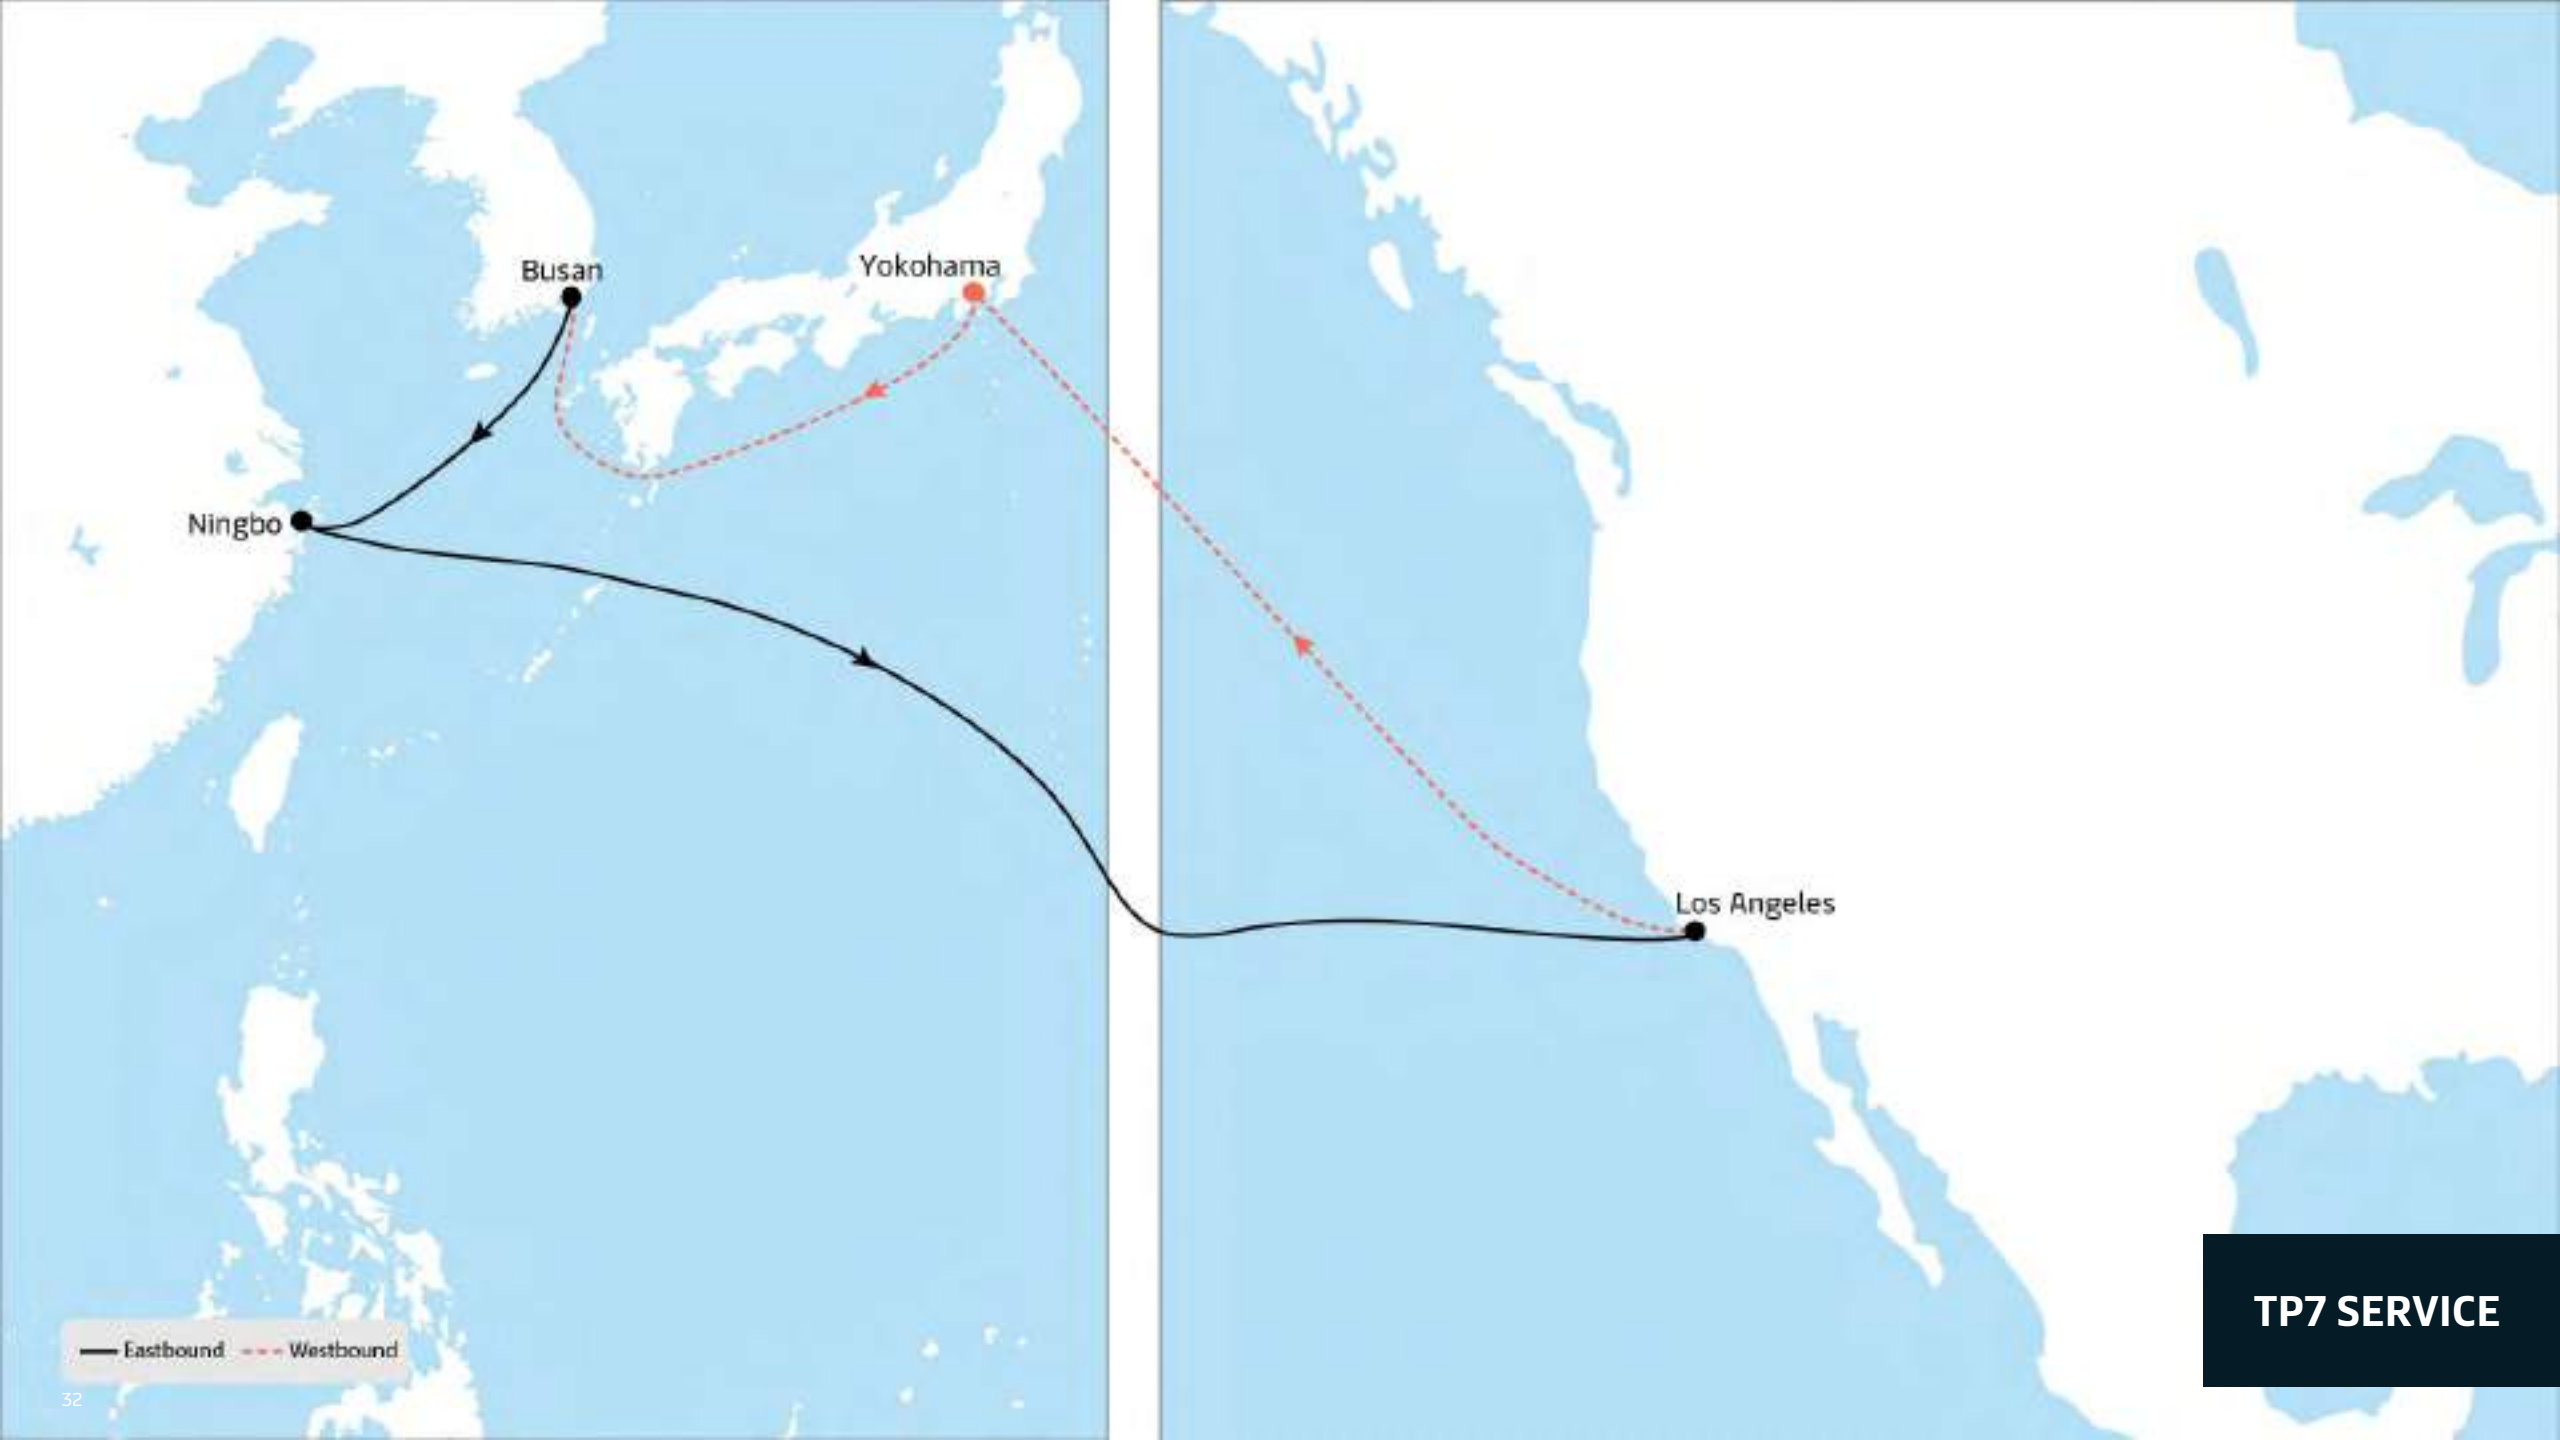 Busan
Yokohama
Ningbo
Los Angeles
Eastbound
Westbound
32
TP7 SERVICE